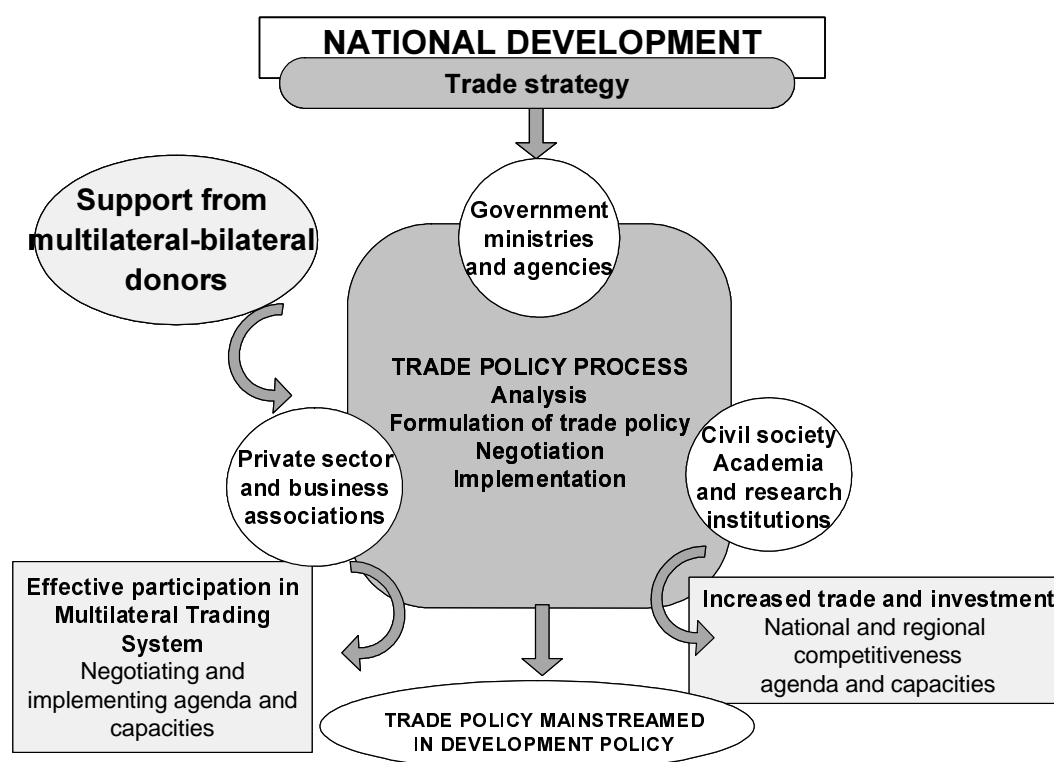 NATIONAL DEVELOPMENT
Trade strategy
Support from
multilateral-bilateral
donors
Government
ministries
and agencies
TRADE POLICY PROCESS
Analysis
Formulation of trade policy
Negotiation
Implementation
Private sector
and business
associations
Civil society
Academia
and research
institutions
Effective participation in
Multilateral Trading
System
Negotiating and
implementing agenda and
capacities
Increased trade and investment
National and regional
competitiveness
agenda and capacities
TRADE POLICY MAINSTREAMED
IN DEVELOPMENT POLICY